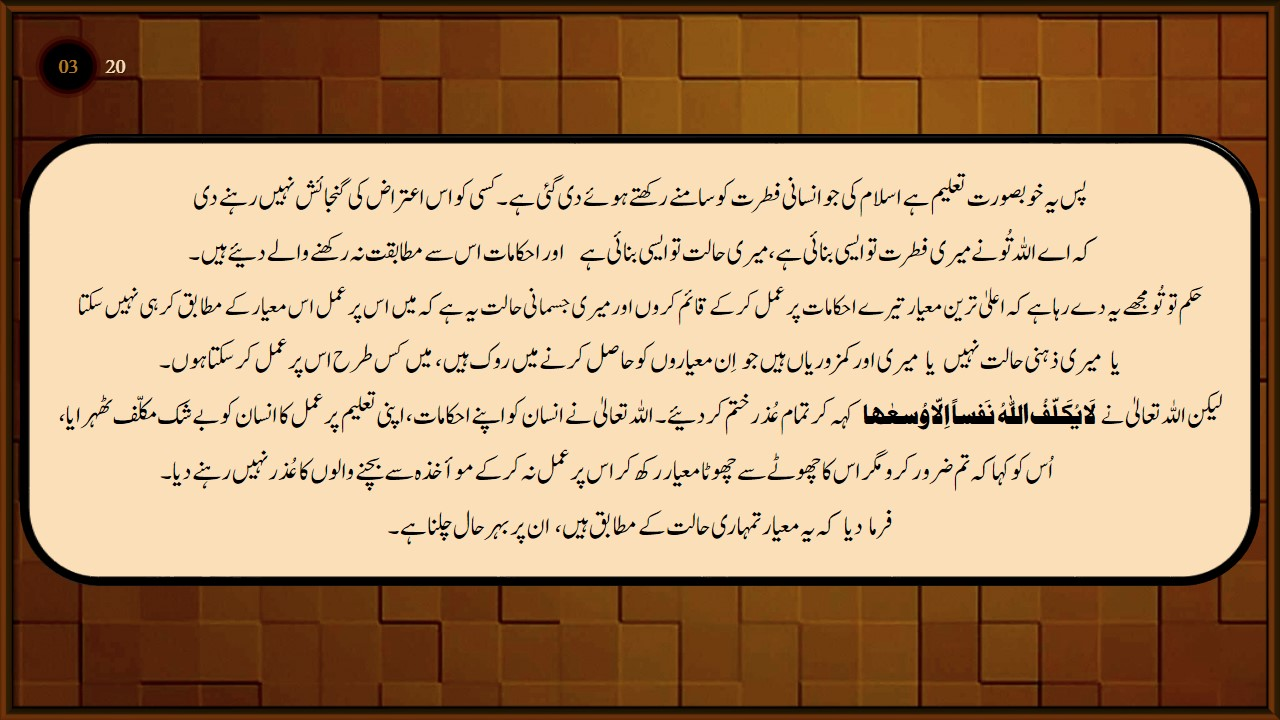 03 20
پس یہ خوبصورت تعلیم ہے اسلام کی جو انسانی فطرت کو سامنے رکھتے ہوئے دی گئی ہے۔ کسی کو اس اعتراض کی گنجائش نہیں رہنے دی
کہ اے اللہ تُو نے میری فطرت تو ایسی بنائی ہے، میری حالت تو ایسی بنائی ہے اور احکامات اس سے مطابقت نہ رکھنے والے دیئے ہیں۔
حکم تو تُو مجھے یہ دے رہا ہے کہ اعلیٰ ترین معیار تیرے احکامات پر عمل کر کے قائم کروں اور میری جسمانی حالت یہ ہے کہ میں اس پر عمل اس معیار کے مطابق کر ہی نہیں سکتا
یا میری ذہنی حالت نہیں یا میری اور کمزوریاں ہیں جو اِن معیاروں کو حاصل کرنے میں روک ہیں، میں کس طرح اس پر عمل کر سکتا ہوں۔
لیکن اللہ تعالیٰ نے لَا یُکَلِّفُ اللّٰہُ نَفْساً اِلَّا وُسعٰھا کہہ کر تمام عُذر ختم کر دیئے۔ اللہ تعالیٰ نے انسان کو اپنے احکامات، اپنی تعلیم پر عمل کا انسان کو بے شک مکلّف ٹھہرایا،
اُس کو کہا کہ تم ضرور کرو مگر اس کا چھوٹے سے چھوٹا معیار رکھ کر اس پر عمل نہ کر کے موأخذہ سے بچنے والوں کا عُذر نہیں رہنے دیا۔
فرما دیا کہ یہ معیار تمہاری حالت کے مطابق ہیں، ان پر بہر حال چلنا ہے۔